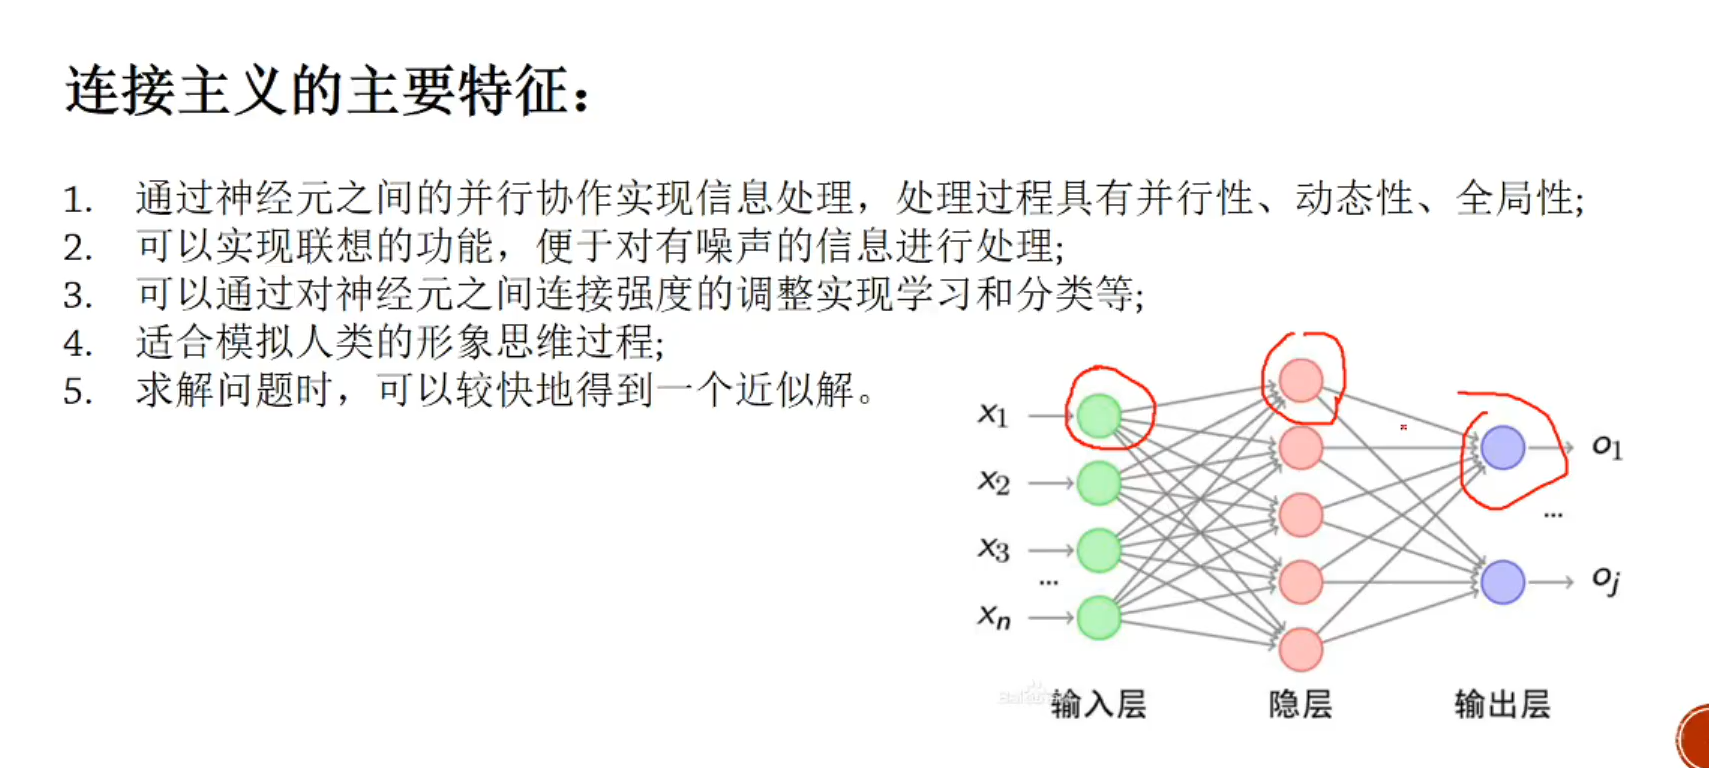 连接主义的主要特征：
1. 通过神经元之间的并行协作实现信息处理，处理过程具有并行性、动态性、全局性;
2. 可以实现联想的功能，便于对有噪声的信息进行处理;
3. 可以通过对神经元之间连接强度的调整实现学习和分类等;
4. 适合模拟人类的形象思维过程;
5. 求解问题时，可以较快地得到一个近似解。
x1
o1
x2
...
x3
...
oj
xn
输入层 隐层 输出层